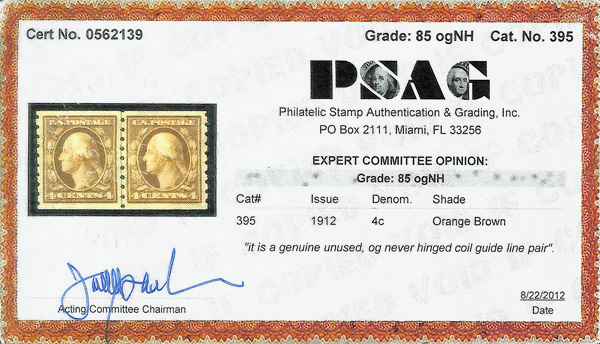 Cert No. 0562139
Grade: 85 ogNH Cat. No. 395
PSAG
Philatelic Stamp Authentication & Grading, Inc.
PO Box 2111, Miami, FL 33256
EXPERT COMMITTEE OPINION:
Grade: 85 ogNH
Cat# Issue Denom. Shade
395 1912 4c Orange Brown
"it is a genuine unused, og never hinged coil guide line pair".
Acting Committee Chairman
8/22/2012
Date